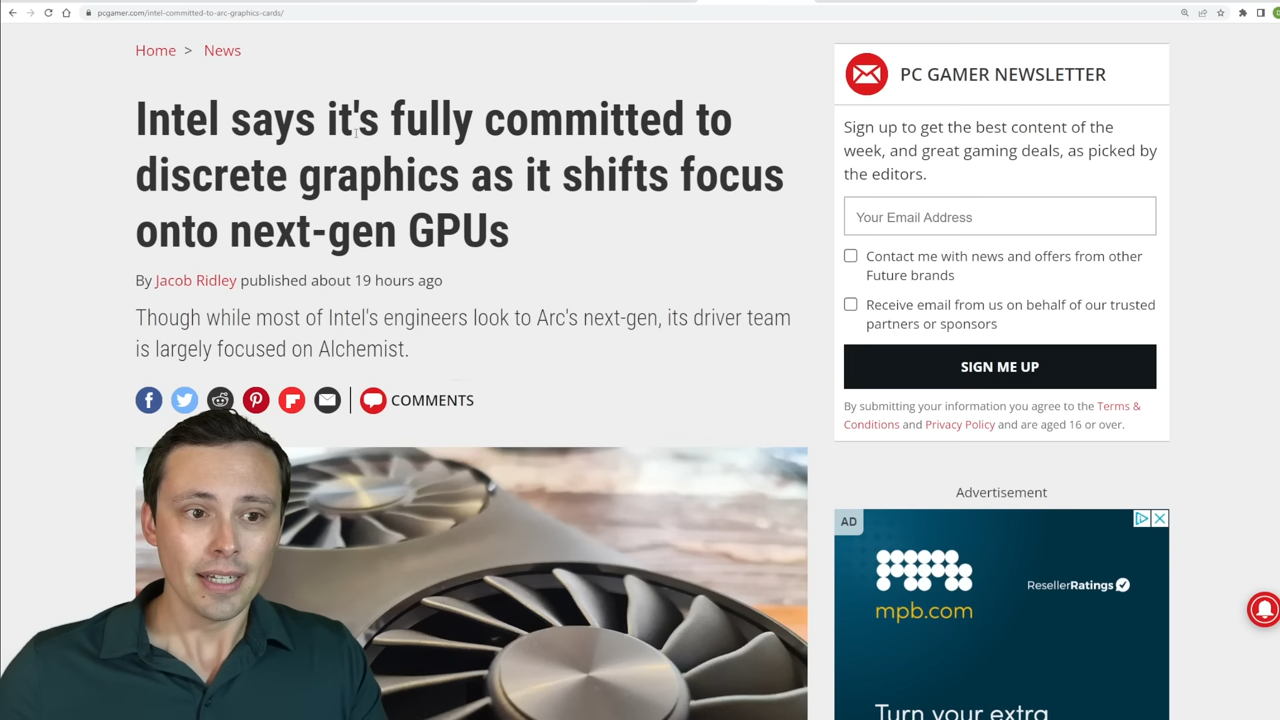 pcgamer.com/intel-committed-to-arc-graphics-cards/
Home > News
Intel says it's fully committed to
discrete graphics as it shifts focus
onto next-gen GPUs
By Jacob Ridley published about 19 hours ago
Though while most of Intel's engineers look to Arc's next-gen, its driver team
is largely focused on Alchemist.
COMMENTS
PC GAMER NEWSLETTER
Sign up to get the best content of the
week, and great gaming deals, as picked by
the editors.
Your Email Address
Contact me with news and offers from other
Future brands
Receive email from us on behalf of our trusted
partners or sponsors
SIGN ME UP
By submitting your information you agree to the Terms &
Conditions and Privacy Policy and are aged 16 or over.
Advertisement
AD
mpb.com
ResellerRatings
Turn your extra